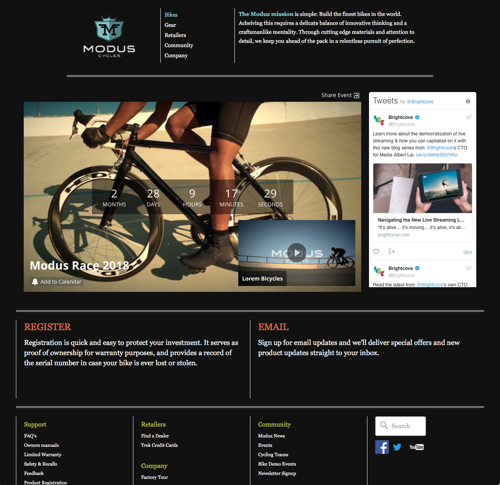 MODUS
CYCLES
Bikes
Gear
Retailers
Community
Company
The Modus mission is simple: Build the finest bikes in the world.
Acheiving this requires a delicate balance of innovative thinking and a
craftsmanlike mentality. Through cutting edge materials and attention to
detail, we keep you ahead of the pack in a relentless pursuit of perfection.
Share Event
2 28 9 17 29
MONTHS DAYS HOURS MINUTES SECONDS
MODUS
Modus Race 2018
Add to Calendar
Lorem Bicycles
Tweets by @Brightcove
Brightcove
@Brightcove
Learn more about the democratization of live
streaming & how you can capitalize on it with
this new blog series from @Brightcove's CTO
for Media Albert Lai.
Navigating the New Live Streaming L...
"It's alive... it's moving... it's alive, it's al...
brightcove.com
Brightcove
@Brightcove
Read the latest from @Brightcove's own CTO
REGISTER
Registration is quick and easy to protect your investment. It serves as
proof of ownership for warranty purposes, and provides a record of
the serial number in case your bike is ever lost or stolen.
EMAIL
Sign up for email updates and we'll deliver special offers and new
product updates straight to your inbox.
Support
FAQ's
Owners manuals
Limited Warranty
Safety & Recalls
Feedback
Product Registration
Retailers
Find a Dealer
Trek Credit Cards
Company
Factory Tour
Community
Modus News
Events
Cycling Teams
Bike Demo Events
Newsletter Signup
Search
YouTube